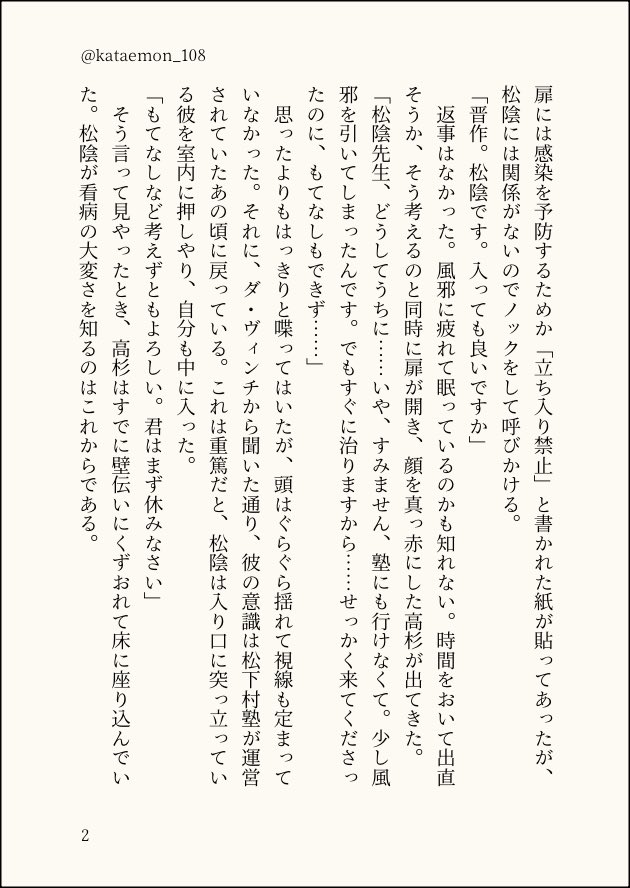 @kataemon_108
扉には感染を予防するためか「立ち入り禁止」と書かれた紙が貼ってあったが、
松陰には関係がないのでノックをして呼びかける。
「晋作。松陰です。入っても良いですか」
　返事はなかった。風邪に疲れて眠っているのかも知れない。時間をおいて出直
そうか、そう考えるのと同時に扉が開き、顔を真っ赤にした高杉が出てきた。
「松陰先生、どうしてうちに……いや、すみません、塾にも行けなくて。少し風
邪を引いてしまったんです。でもすぐに治りますから……せっかく来てくださっ
たのに、もてなしもできず……」
　思ったよりもはっきりと喋ってはいたが、頭はぐらぐら揺れて視線も定まって
いなかった。それに、ダ・ヴィンチから聞いた通り、彼の意識は松下村塾が運営
されていたあの頃に戻っている。これは重篤だと、松陰は入り口に突っ立ってい
る彼を室内に押しやり、自分も中に入った。
「もてなしなど考えずともよろしい。君はまず休みなさい」
　そう言って見やったとき、高杉はすでに壁伝いにくずおれて床に座り込んでい
た。松陰が看病の大変さを知るのはこれからである。
2